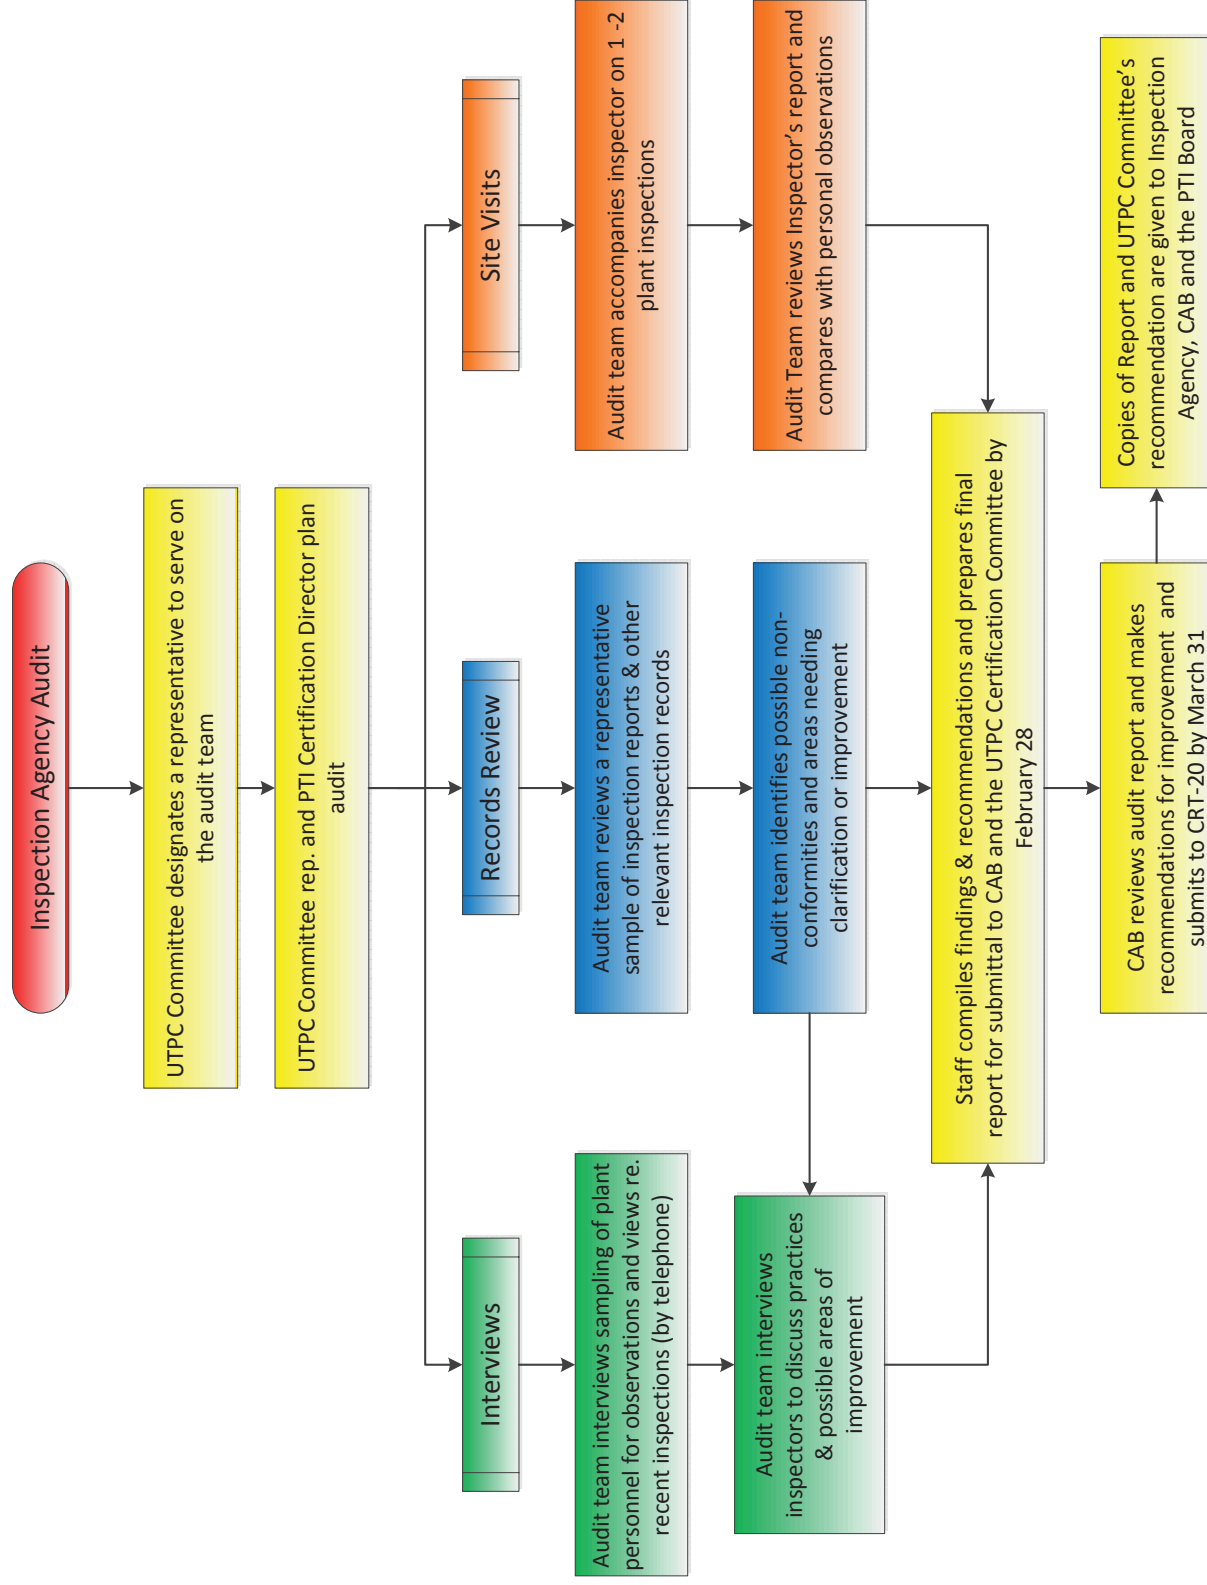 Inspection Agency Audit
UTPC Committee designates a representative to serve on
the audit team
UTPC Committee rep. and PTI Certification Director plan
audit
Interviews
Records Review
Site Visits
Audit team interviews sampling of plant
personnel for observations and views re.
recent inspections (by telephone)
Audit team reviews a representative
sample of inspection reports & other
relevant inspection records
Audit team accompanies inspector on 1 -2
plant inspections
Audit team interviews
inspectors to discuss practices
& possible areas of
improvement
Audit team identifies possible non-
conformities and areas needing
clarification or improvement
Audit Team reviews Inspector’s report and
compares with personal observations
Staff compiles findings & recommendations and prepares final
report for submittal to CAB and the UTPC Certification Committee by
February 28
CAB reviews audit report and makes
recommendations for improvement  and
submits to CRT-20 by March 31
Copies of Report and UTPC Committee’s
recommendation are given to Inspection
Agency, CAB and the PTI Board